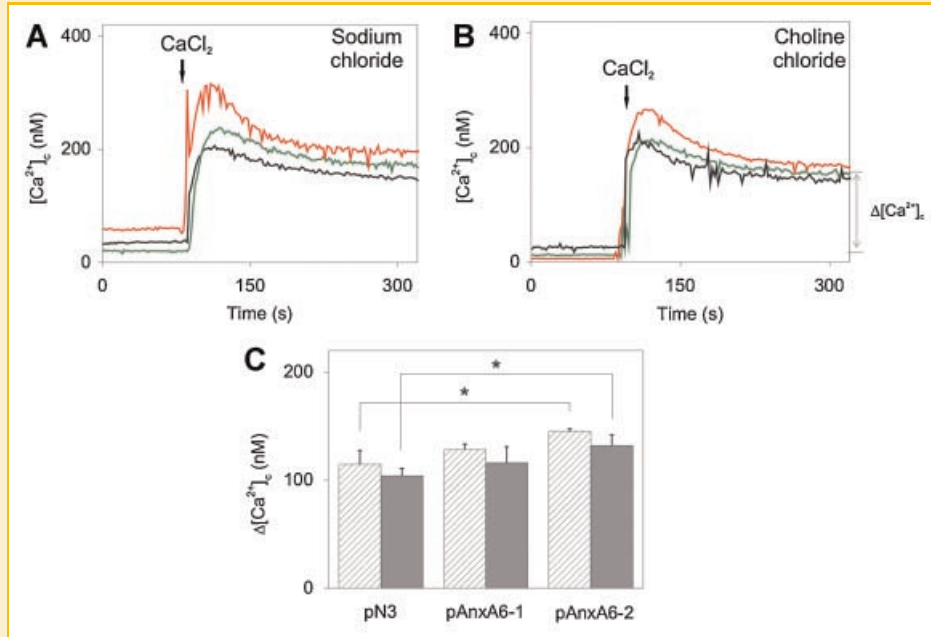 A
Sodium
chloride
CaCl₂
400
200
0
[Ca²⁺]c (nM)
0 150 300
Time (s)
B
Choline
chloride
CaCl₂
400
200
0
[Ca²⁺]c (nM)
Δ[Ca²⁺]c
0 150 300
Time (s)
C
*
*
200
100
0
Δ[Ca²⁺]c (nM)
pN3 pAnxA6-1 pAnxA6-2